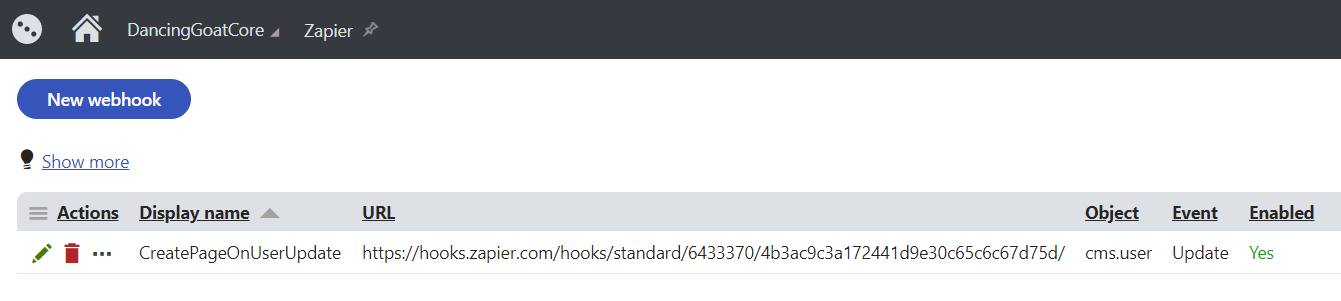 DancingGoatCore Zapier
New webhook
Show more
Actions Display name URL Object Event Enabled
CreatePageOnUserUpdate https://hooks.zapier.com/hooks/standard/6433370/4b3ac9c3a172441d9e30c65c6c67d75d/ cms.user Update Yes